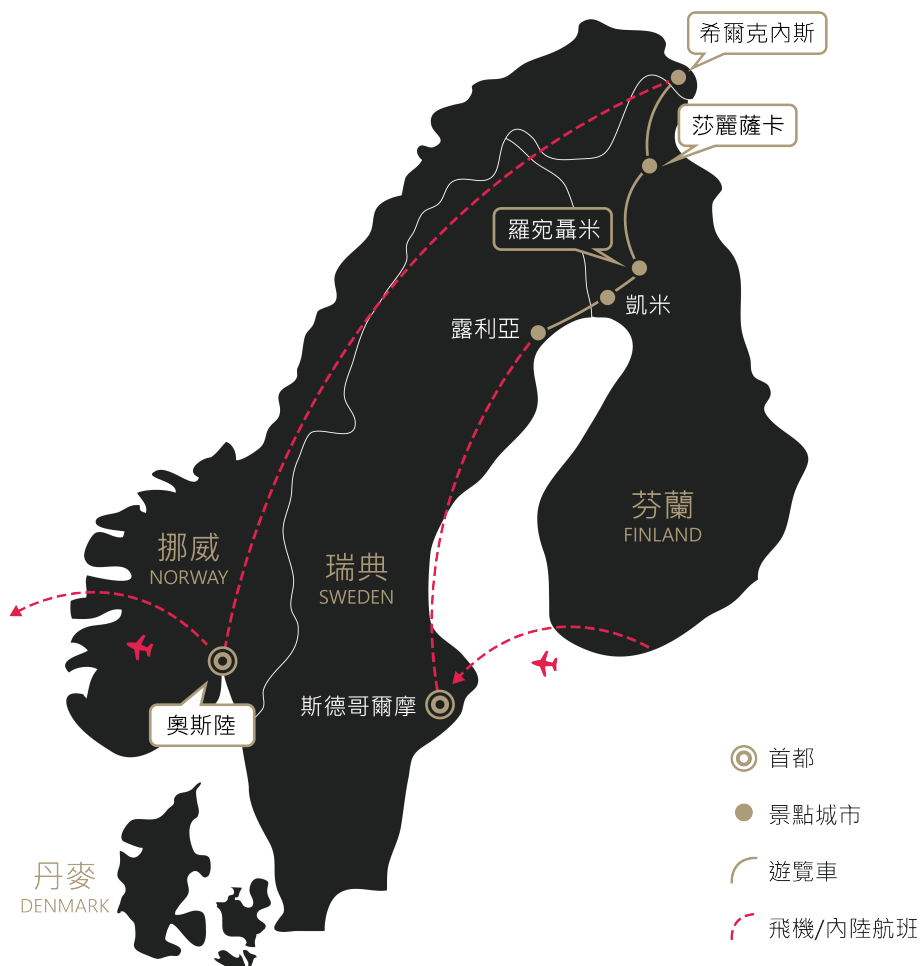 希爾克內斯
莎麗薩卡
羅宛聶米
凱米
露利亞
芬蘭
FINLAND
挪威
NORWAY
瑞典
SWEDEN
斯德哥爾摩
奧斯陸
首都
景點城市
遊覽車
丹麥
DENMARK
飛機/內陸航班